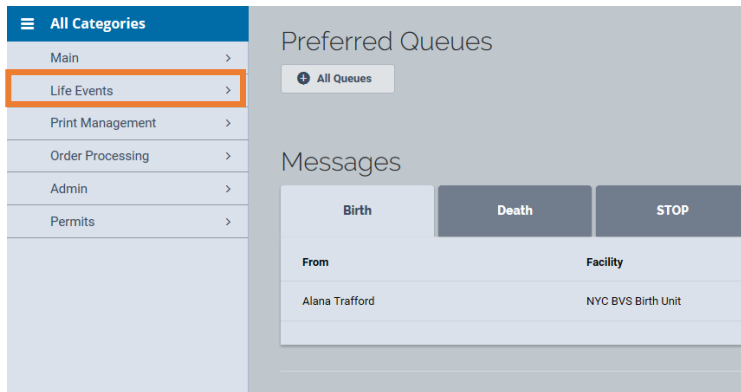 All Categories
Main
Life Events
Print Management
Order Processing
Admin
Permits
Preferred Queues
All Queues
Messages
Birth Death STOP
From Facility
Alana Trafford NYC BVS Birth Unit